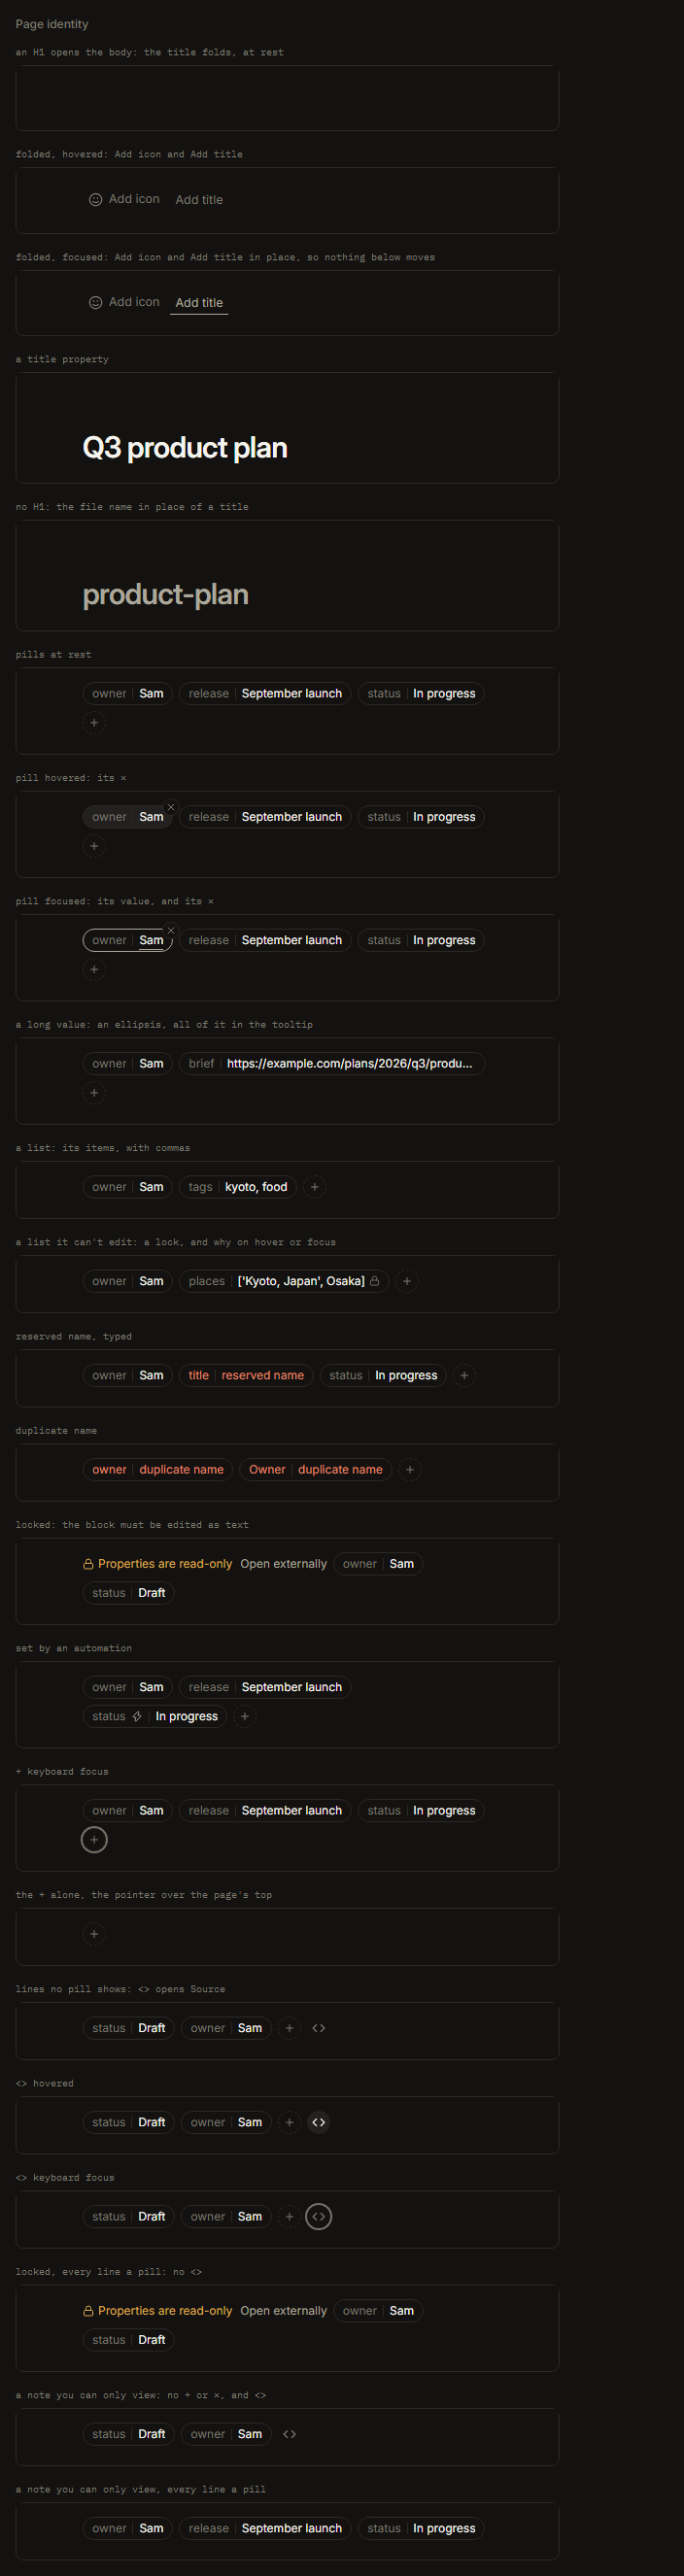 Page identity
an H1 opens the body: the title folds, at rest
folded, hovered: Add icon and Add title
Add icon Add title
folded, focused: Add icon and Add title in place, so nothing below moves
Add icon Add title
a title property
Q3 product plan
no H1: the file name in place of a title
product-plan
pills at rest
owner Sam release September launch status In progress
+
pill hovered: its ×
owner Sam × release September launch status In progress
+
pill focused: its value, and its ×
owner Sam × release September launch status In progress
+
a long value: an ellipsis, all of it in the tooltip
owner Sam brief https://example.com/plans/2026/q3/produ...
+
a list: its items, with commas
owner Sam tags kyoto, food +
a list it can't edit: a lock, and why on hover or focus
owner Sam places ['Kyoto, Japan', Osaka] +
reserved name, typed
owner Sam title reserved name status In progress +
duplicate name
owner duplicate name Owner duplicate name +
locked: the block must be edited as text
Properties are read-only Open externally owner Sam
status Draft
set by an automation
owner Sam release September launch
status In progress +
+ keyboard focus
owner Sam release September launch status In progress
+
the + alone, the pointer over the page's top
+
lines no pill shows: <> opens Source
status Draft owner Sam + <>
<> hovered
status Draft owner Sam + <>
<> keyboard focus
status Draft owner Sam + <>
locked, every line a pill: no <>
Properties are read-only Open externally owner Sam
status Draft
a note you can only view: no + or ×, and <>
status Draft owner Sam <>
a note you can only view, every line a pill
owner Sam release September launch status In progress